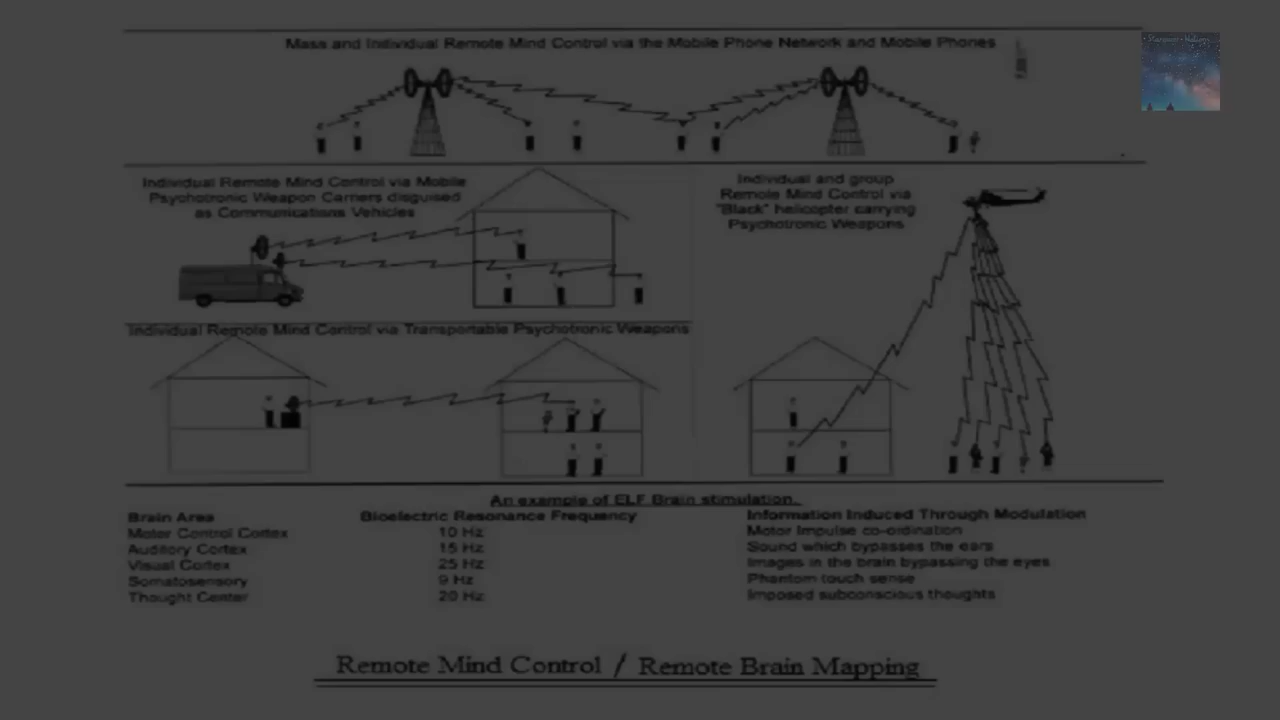 Mass and Individual Remote Mind Control via the Mobile Phone Network and Mobile Phones
Individual Remote Mind Control via Mobile
Psychotronic Weapon Carriers disguised
as Communications Vehicles
Individual and group
Remote Mind Control via
"Black" helicopter carrying
Psychotronic Weapons
Individual Remote Mind Control via Transportable Psychotronic Weapons
An example of ELF Brain stimulation.
Brain Area Bioelectric Resonance Frequency Information Induced Through Modulation
Motor Control Cortex 10 Hz Motor Impulse co-ordination
Auditory Cortex 15 Hz Sound which bypasses the ears
Visual Cortex 25 Hz Images in the brain bypassing the eyes
Somatosensory 9 Hz Phantom touch sense
Thought Center 20 Hz Imposed subconscious thoughts
Remote Mind Control / Remote Brain Mapping